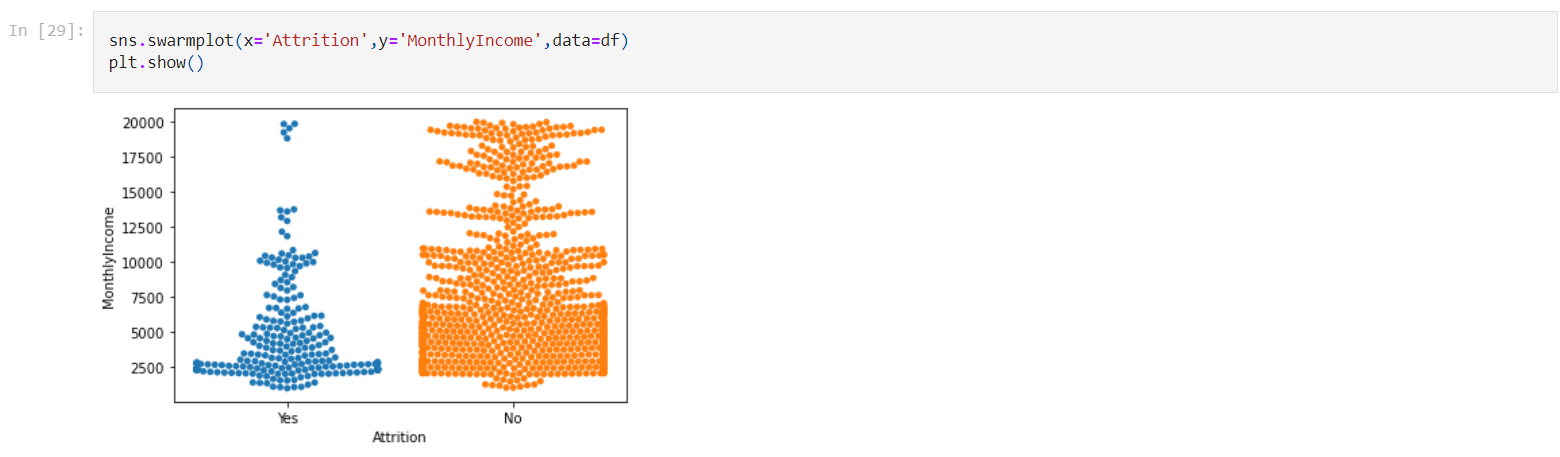 In [29]:
sns.swarmplot(x='Attrition',y='MonthlyIncome',data=df)
plt.show()
20000
17500
15000
12500
10000
7500
5000
2500
MonthlyIncome
Yes No
Attrition